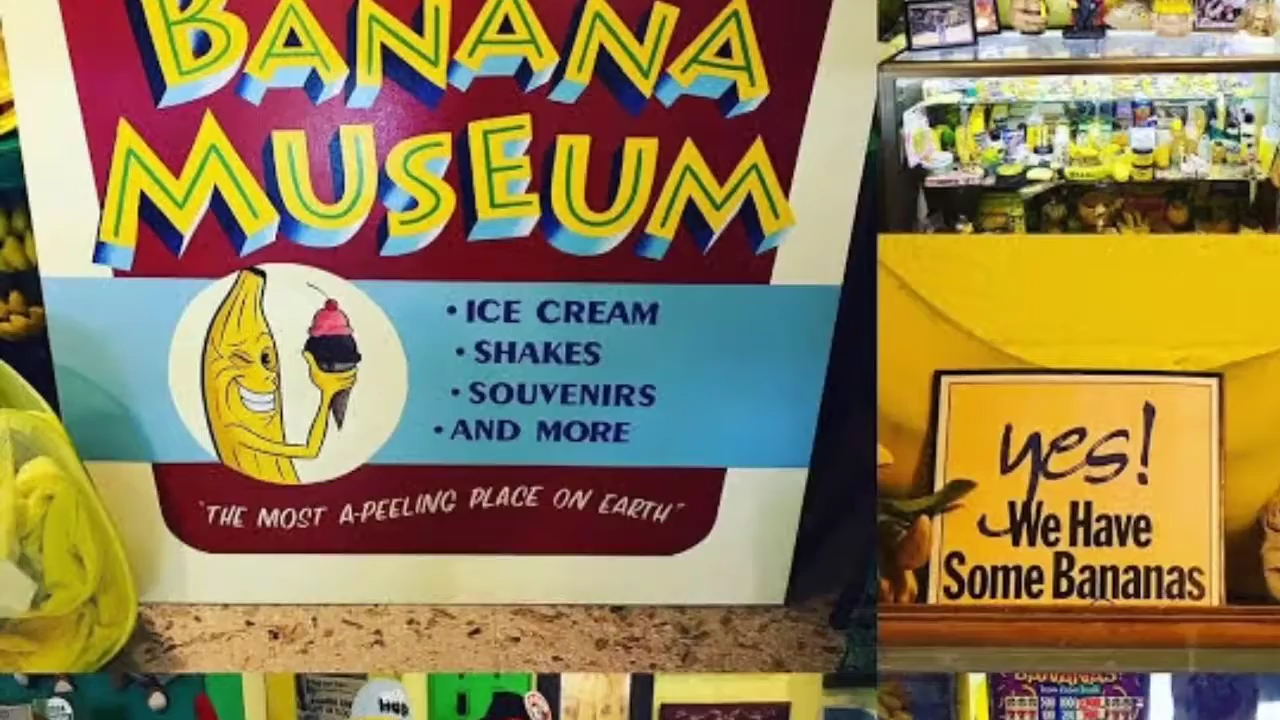 BANANA
MUSEUM
• ICE CREAM
• SHAKES
• SOUVENIRS
• AND MORE
"THE MOST A-PEELING PLACE ON EARTH"
yes!
We Have
Some Bananas
BANANAS!